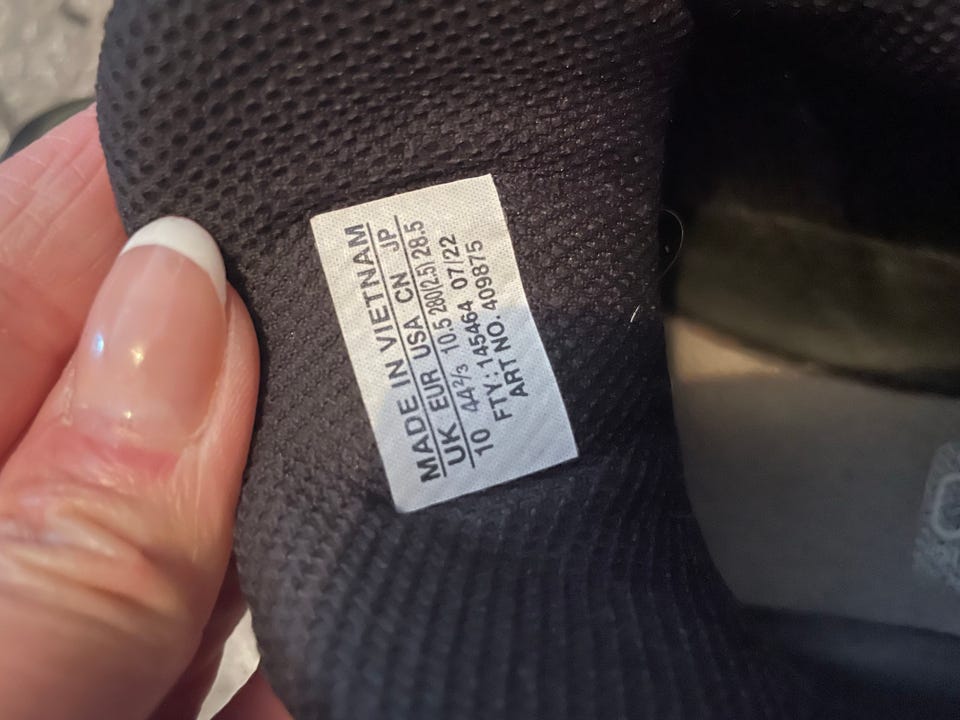 MADE IN VIETNAM
UK EUR USA CN JP
10 44⅔ 10.5 280(2.5) 28.5
FTY: 145464 07/22
ART NO. 409875